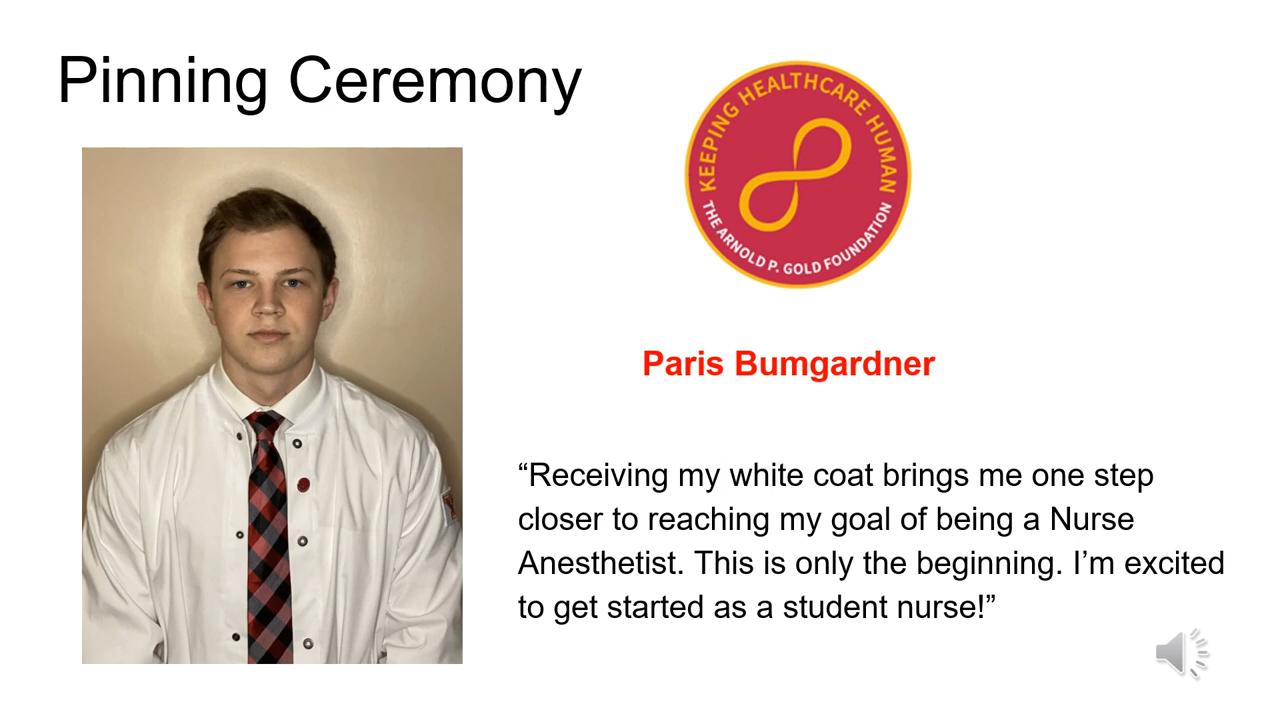 Pinning Ceremony
KEEPING HEALTHCARE HUMAN
THE ARNOLD P. GOLD FOUNDATION
Paris Bumgardner
“Receiving my white coat brings me one step
closer to reaching my goal of being a Nurse
Anesthetist. This is only the beginning. I’m excited
to get started as a student nurse!”